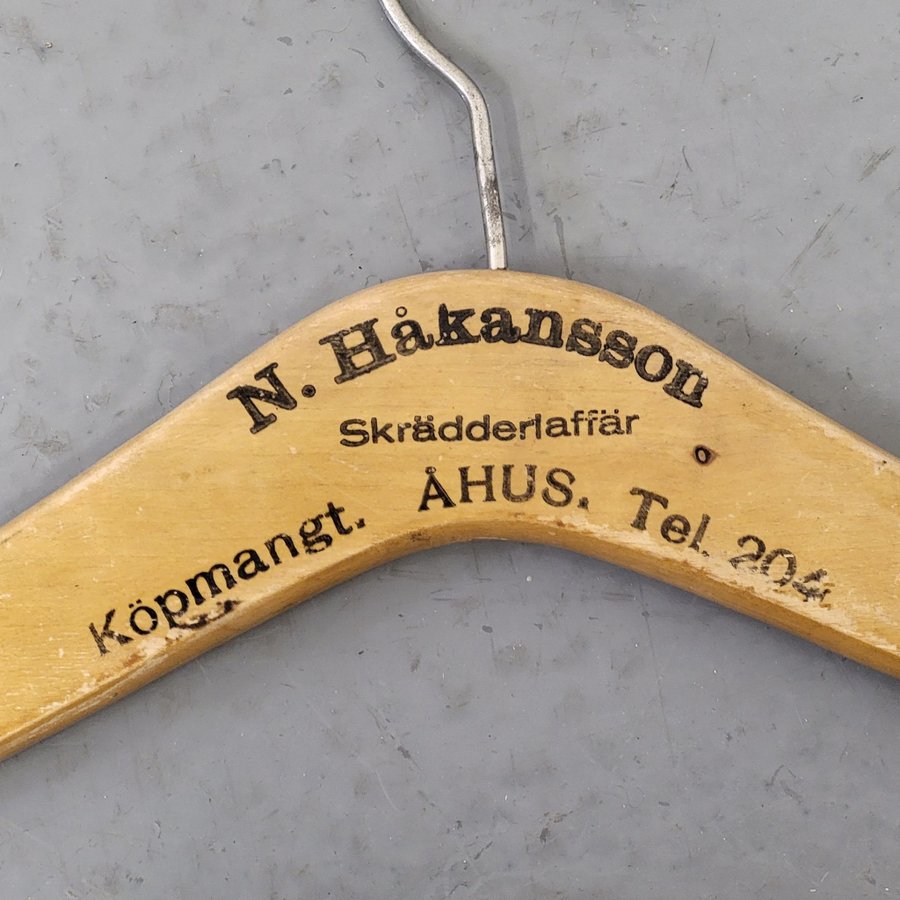 N. Håkansson
Skrädderiaffär
Köpmangt. ÅHUS. Tel. 204